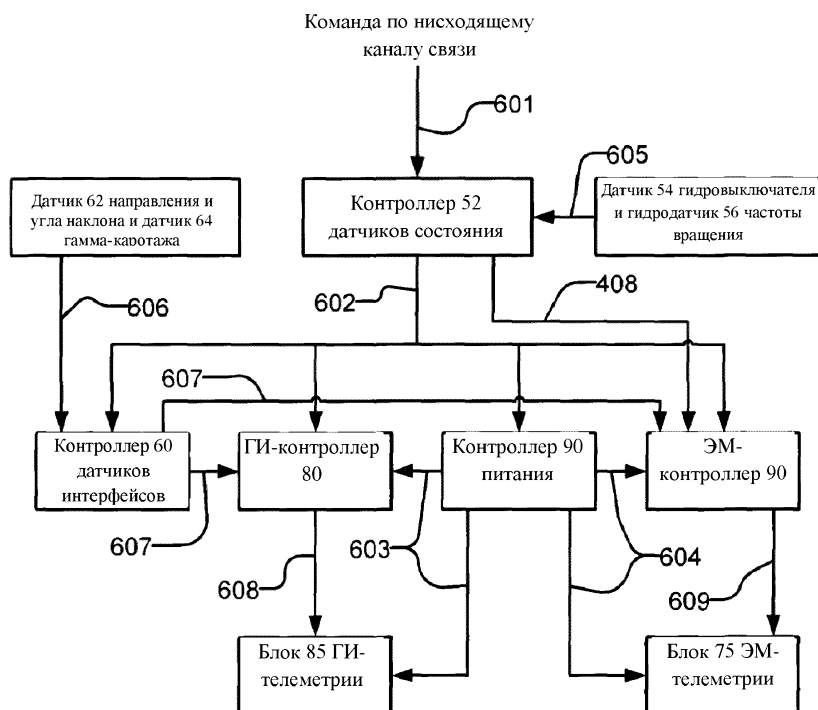 Команда по нисходящему
каналу связи
601
605
Датчик 62 направления и
угла наклона и датчик 64
гамма-каротажа
Контроллер 52
датчиков состояния
Датчик 54 гидровыключателя
и гидродатчик 56 частоты
вращения
602
408
606
607
Контроллер 60
датчиков
интерфейсов
ГИ-контроллер
80
Контроллер 90
питания
ЭМ-
контроллер 90
607
608
603
604
609
Блок 85 ГИ-
телеметрии
Блок 75 ЭМ-
телеметрии